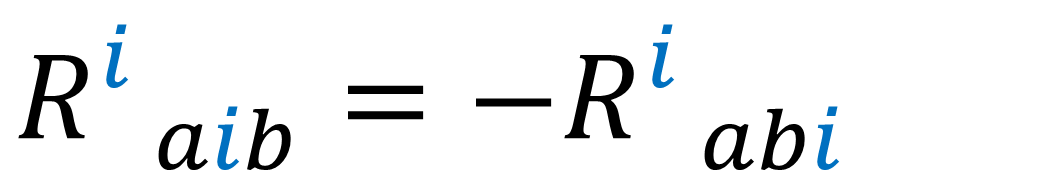 R^i_{aib} = −R^i_{abi}